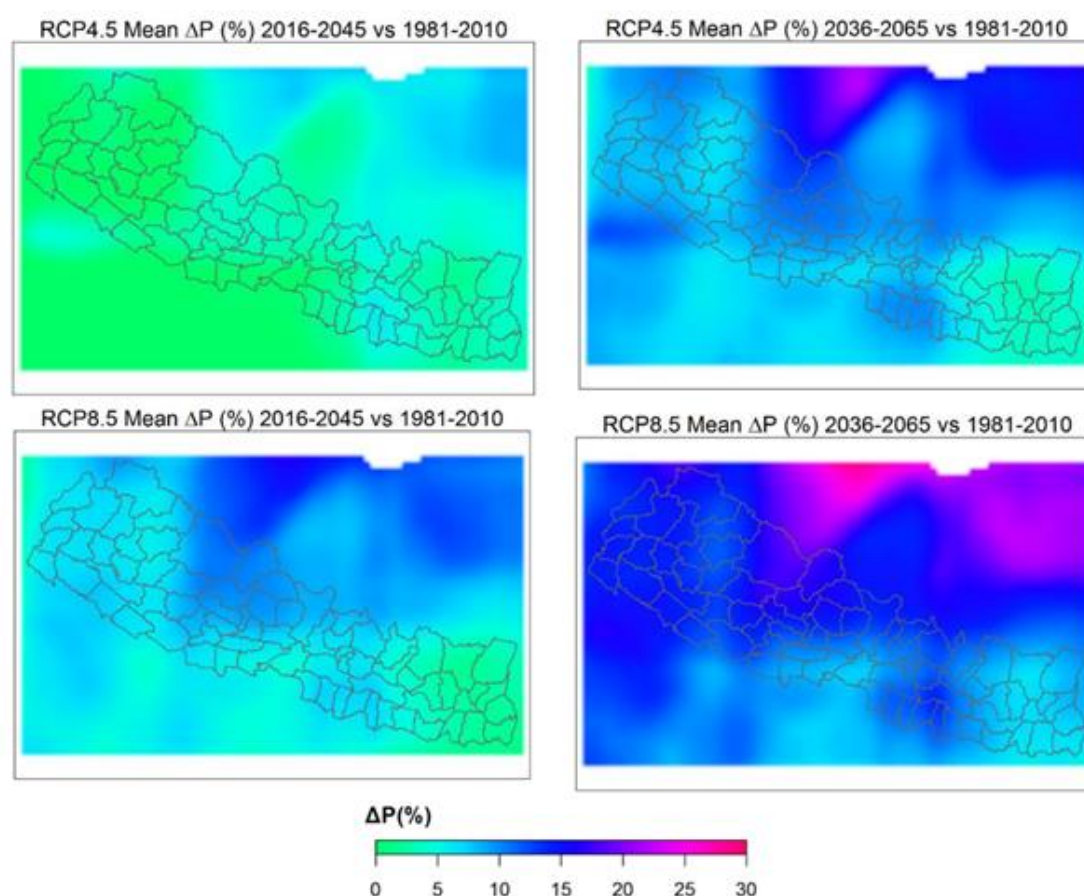 RCP4.5 Mean ΔP (%) 2016-2045 vs 1981-2010
RCP4.5 Mean ΔP (%) 2036-2065 vs 1981-2010
RCP8.5 Mean ΔP (%) 2016-2045 vs 1981-2010
RCP8.5 Mean ΔP (%) 2036-2065 vs 1981-2010
ΔP(%)
0 5 10 15 20 25 30